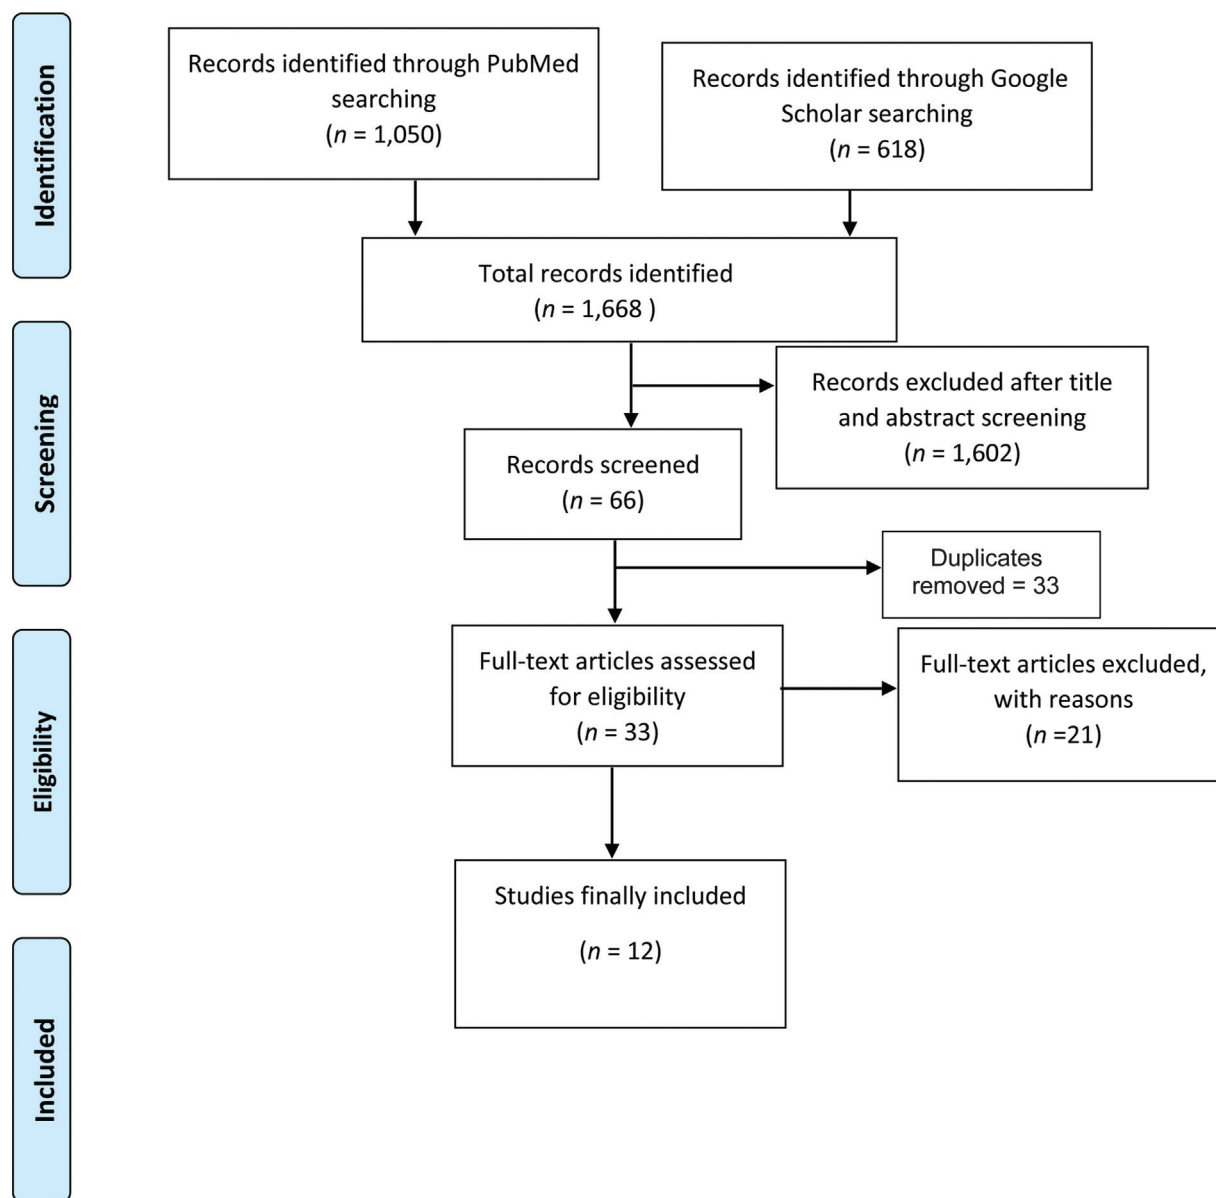 Identification
Records identified through PubMed
searching
(n = 1,050)
Records identified through Google
Scholar searching
(n = 618)
Total records identified
(n = 1,668 )
Screening
Records excluded after title
and abstract screening
(n = 1,602)
Records screened
(n = 66)
Duplicates
removed = 33
Eligibility
Full-text articles assessed
for eligibility
(n = 33)
Full-text articles excluded,
with reasons
(n =21)
Studies finally included
(n = 12)
Included